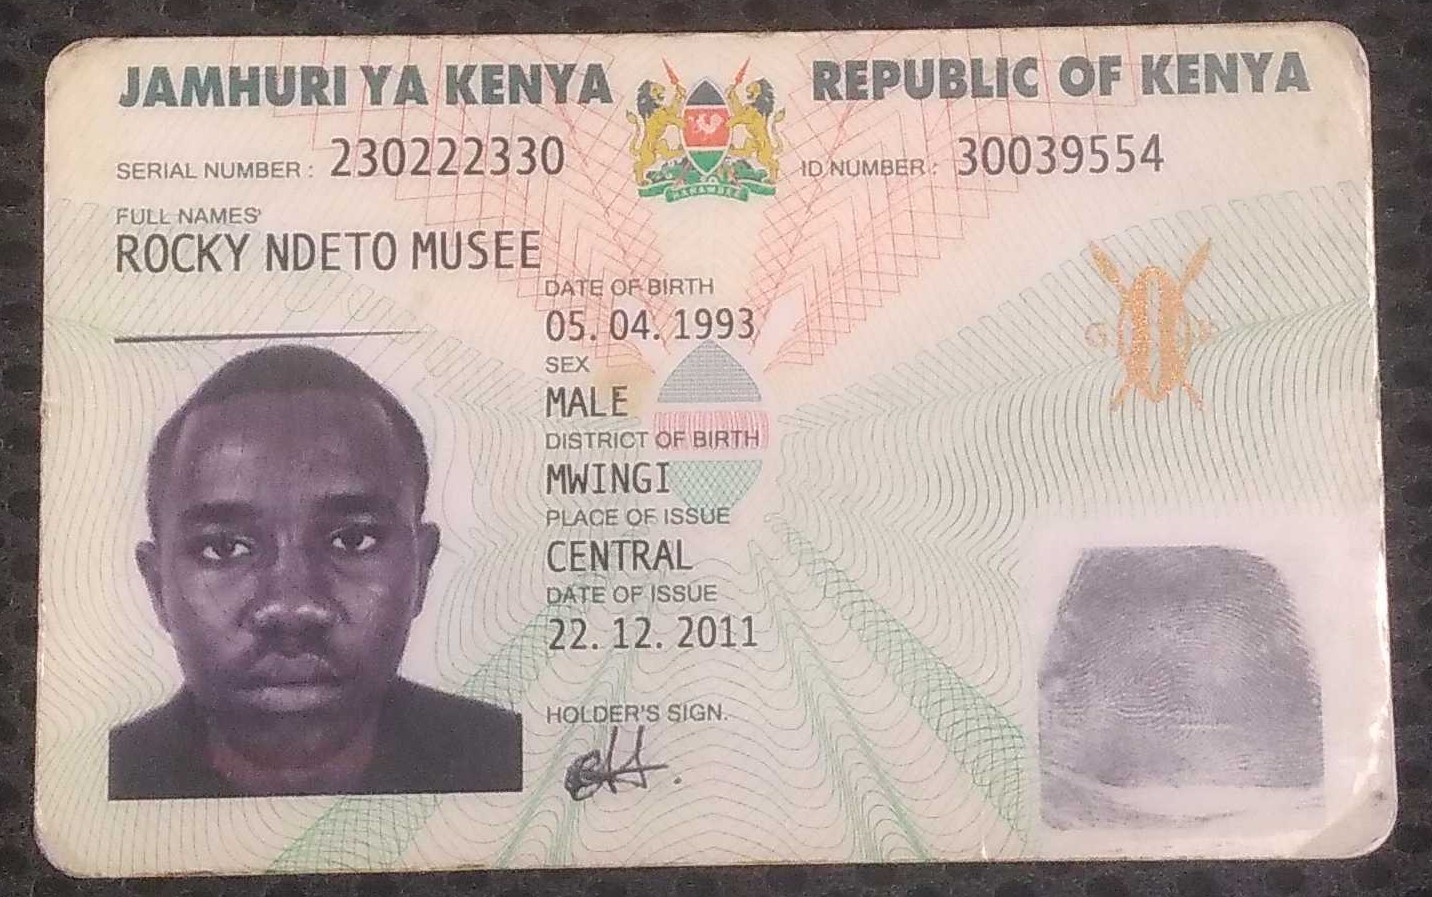 JAMHURI YA KENYA REPUBLIC OF KENYA
SERIAL NUMBER : 230222330 ID NUMBER : 30039554
HARAMBEE
FULL NAMES'
ROCKY NDETO MUSEE
DATE OF BIRTH
05. 04. 1993
SEX
MALE
DISTRICT OF BIRTH
MWINGI
PLACE OF ISSUE
CENTRAL
DATE OF ISSUE
22. 12. 2011
HOLDER'S SIGN.